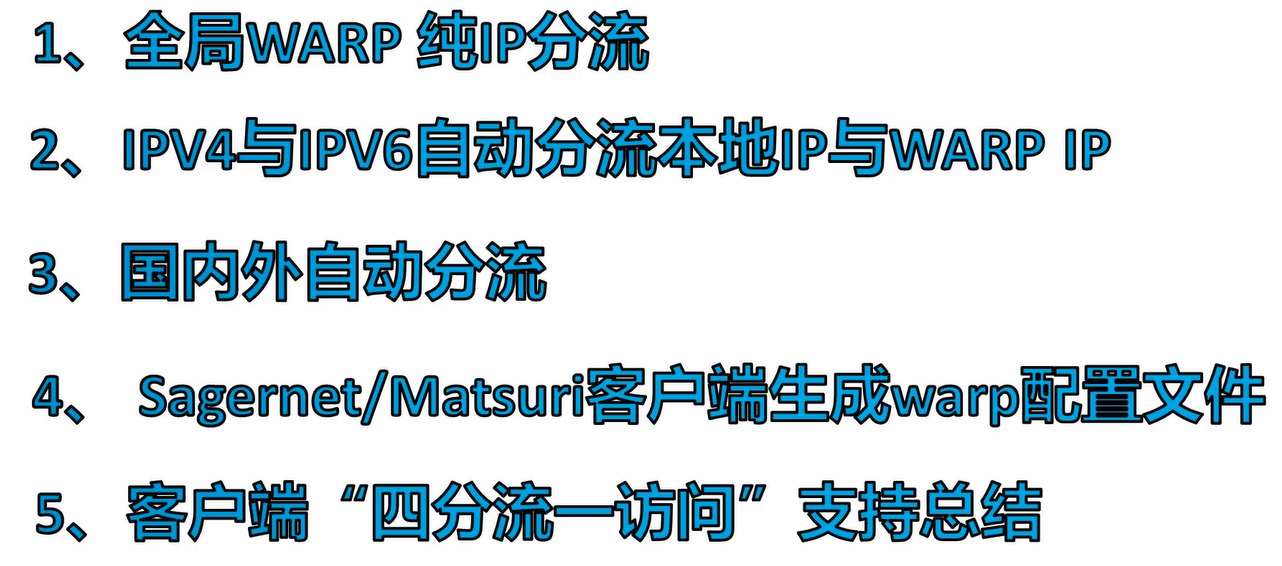 1、全局WARP 纯IP分流
2、IPV4与IPV6自动分流本地IP与WARP IP
3、国内外自动分流
4、 Sagernet/Matsuri客户端生成warp配置文件
5、客户端“四分流一访问”支持总结